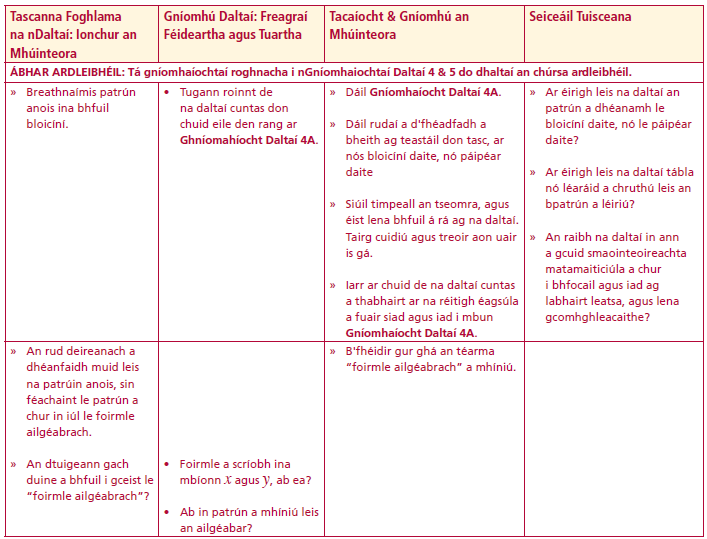 Tascanna Foghlama
na nDaltaí: Ionchur an
Mhúinteora
Gníomhú Daltaí: Freagraí
Féideartha agus Tuartha
Tacaíocht & Gníomhú an
Mhúinteora
Seiceáil Tuisceana
ÁBHAR ARDLEIBHÉIL: Tá gníomhaíochtaí roghnacha i nGníomhaiochtaí Daltaí 4 & 5 do dhaltaí an chúrsa ardleibhéil.
» Breathnaímis patrún
anois ina bhfuil
bloicíní.
• Tugann roinnt de
na daltaí cuntas don
chuid eile den rang ar
Ghníomahíocht Daltaí 4A.
» Dáil Gníomhaíocht Daltaí 4A.
» Dáil rudaí a d'fhéadfadh a
bheith ag teastáil don tasc, ar
nós bloicíní daite, nó páipéar
daite
» Siúil timpeall an tseomra, agus
éist lena bhfuil á rá ag na daltaí.
Tairg cuidiú agus treoir aon uair
is gá.
» Iarr ar chuid de na daltaí cuntas
a thabhairt ar na réitigh éagsúla
a fuair siad agus iad i mbun
Gníomhaíocht Daltaí 4A.
» Ar éirigh leis na daltaí an
patrún a dhéanamh le
bloicíní daite, nó le páipéar
daite?
» Ar éirigh leis na daltaí tábla
nó léaráid a chruthú leis an
bpatrún a léiriú?
» An raibh na daltaí in ann
a gcuid smaointeoireachta
matamaiticiúla a chur
i bhfocail agus iad ag
labhairt leatsa, agus lena
gcomhghleacaithe?
» An rud deireanach a
dhéanfaidh muid leis
na patrúin anois, sin
féachaint le patrún a
chur in iúl le foirmle
ailgéabrach.
» An dtuigeann gach
duine a bhfuil i gceist le
“foirmle ailgéabrach”?
• Foirmle a scríobh ina
mbíonn x agus y, ab ea?
• Ab in patrún a mhíniú leis
an ailgéabar?
» B'fhéidir gur ghá an téarma
“foirmle ailgéabrach” a mhíniú.